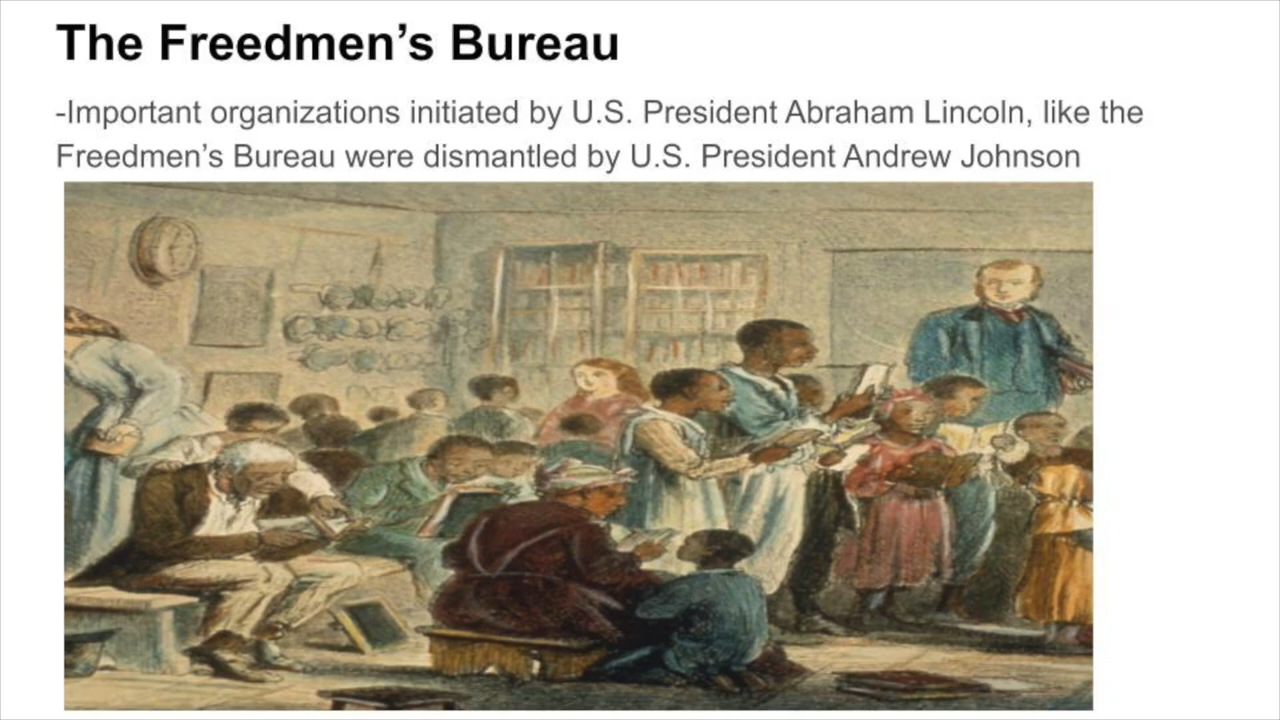 The Freedmen’s Bureau
-Important organizations initiated by U.S. President Abraham Lincoln, like the
Freedmen’s Bureau were dismantled by U.S. President Andrew Johnson